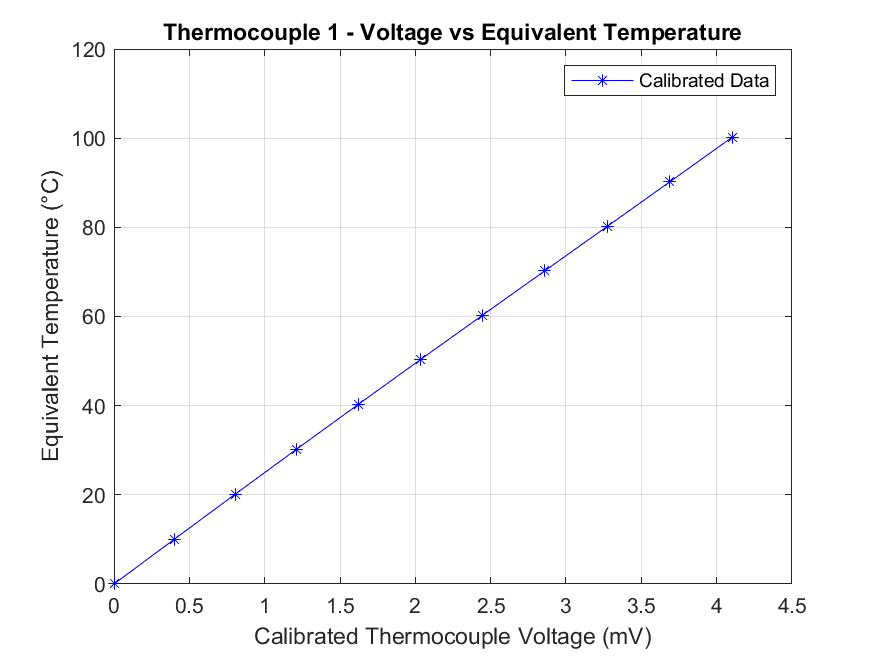 Thermocouple 1 - Voltage vs Equivalent Temperature
Calibrated Data
120
100
80
60
40
20
0
Equivalent Temperature (°C)
0 0.5 1 1.5 2 2.5 3 3.5 4 4.5
Calibrated Thermocouple Voltage (mV)